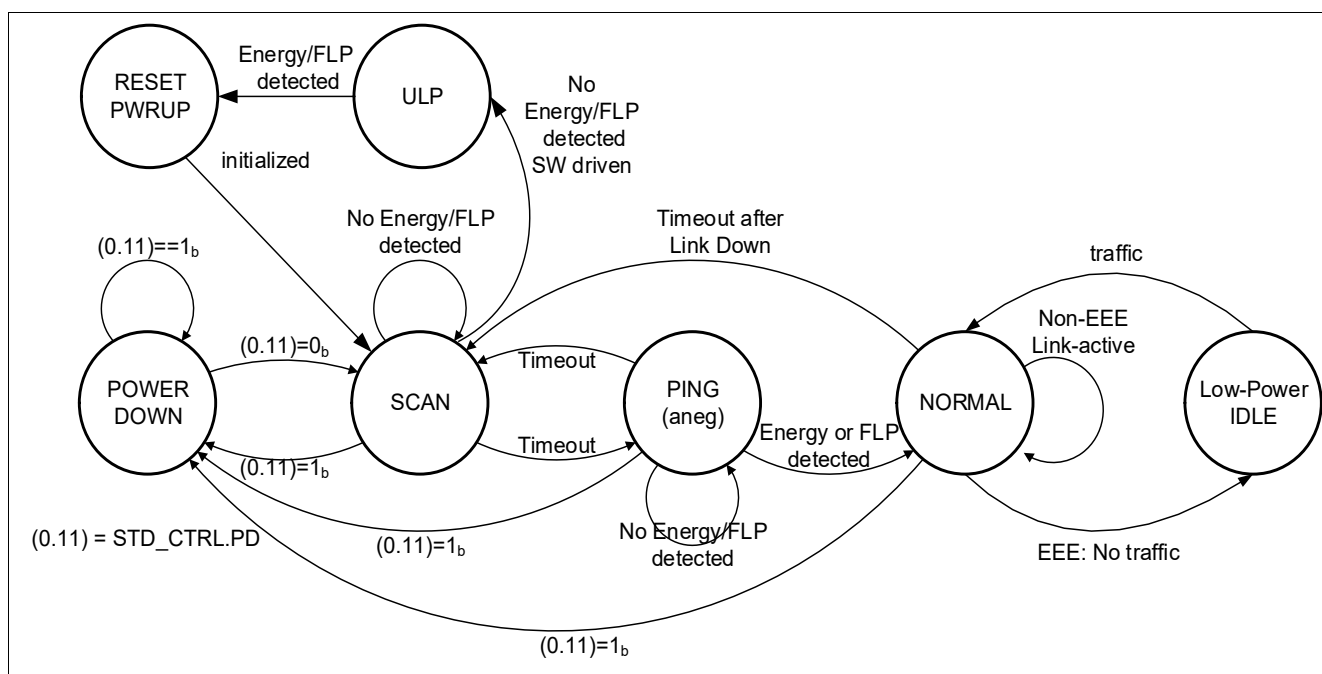 RESET
PWRUP
Energy/FLP
detected
ULP
No
Energy/FLP
detected
SW driven
initialized
No Energy/FLP
detected
Timeout after
Link Down
(0.11)==1b
traffic
Non-EEE
Link-active
(0.11)=0b
Timeout
POWER
DOWN
SCAN
PING
(aneg)
NORMAL
Low-Power
IDLE
Energy or FLP
detected
Timeout
(0.11)=1b
No Energy/FLP
detected
(0.11) = STD_CTRL.PD
(0.11)=1b
EEE: No traffic
(0.11)=1b